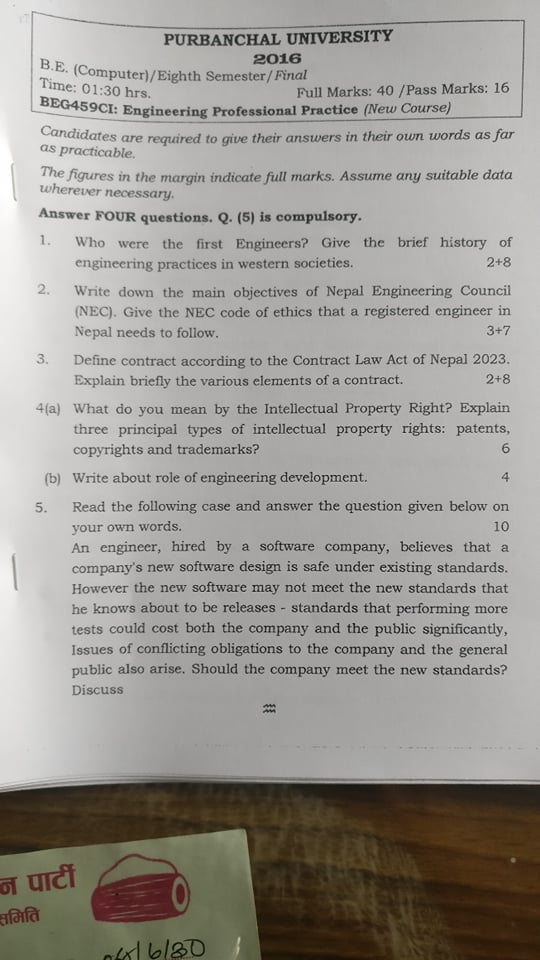 PURBANCHAL UNIVERSITY
2016
B.E. (Computer)/Eighth Semester/Final
Time: 01:30 hrs. Full Marks: 40 /Pass Marks: 16
BEG459CI: Engineering Professional Practice (New Course)
Candidates are required to give their answers in their own words as far
as practicable.
The figures in the margin indicate full marks. Assume any suitable data
wherever necessary.
Answer FOUR questions. Q. (5) is compulsory.
1. Who were the first Engineers? Give the brief history of
engineering practices in western societies. 2+8
2. Write down the main objectives of Nepal Engineering Council
(NEC). Give the NEC code of ethics that a registered engineer in
Nepal needs to follow. 3+7
3. Define contract according to the Contract Law Act of Nepal 2023.
Explain briefly the various elements of a contract. 2+8
4(a) What do you mean by the Intellectual Property Right? Explain
three principal types of intellectual property rights: patents,
copyrights and trademarks? 6
(b) Write about role of engineering development. 4
5. Read the following case and answer the question given below on
your own words. 10
An engineer, hired by a software company, believes that a
company's new software design is safe under existing standards.
However the new software may not meet the new standards that
he knows about to be releases - standards that performing more
tests could cost both the company and the public significantly,
Issues of conflicting obligations to the company and the general
public also arise. Should the company meet the new standards?
Discuss
न पार्टी
समिति